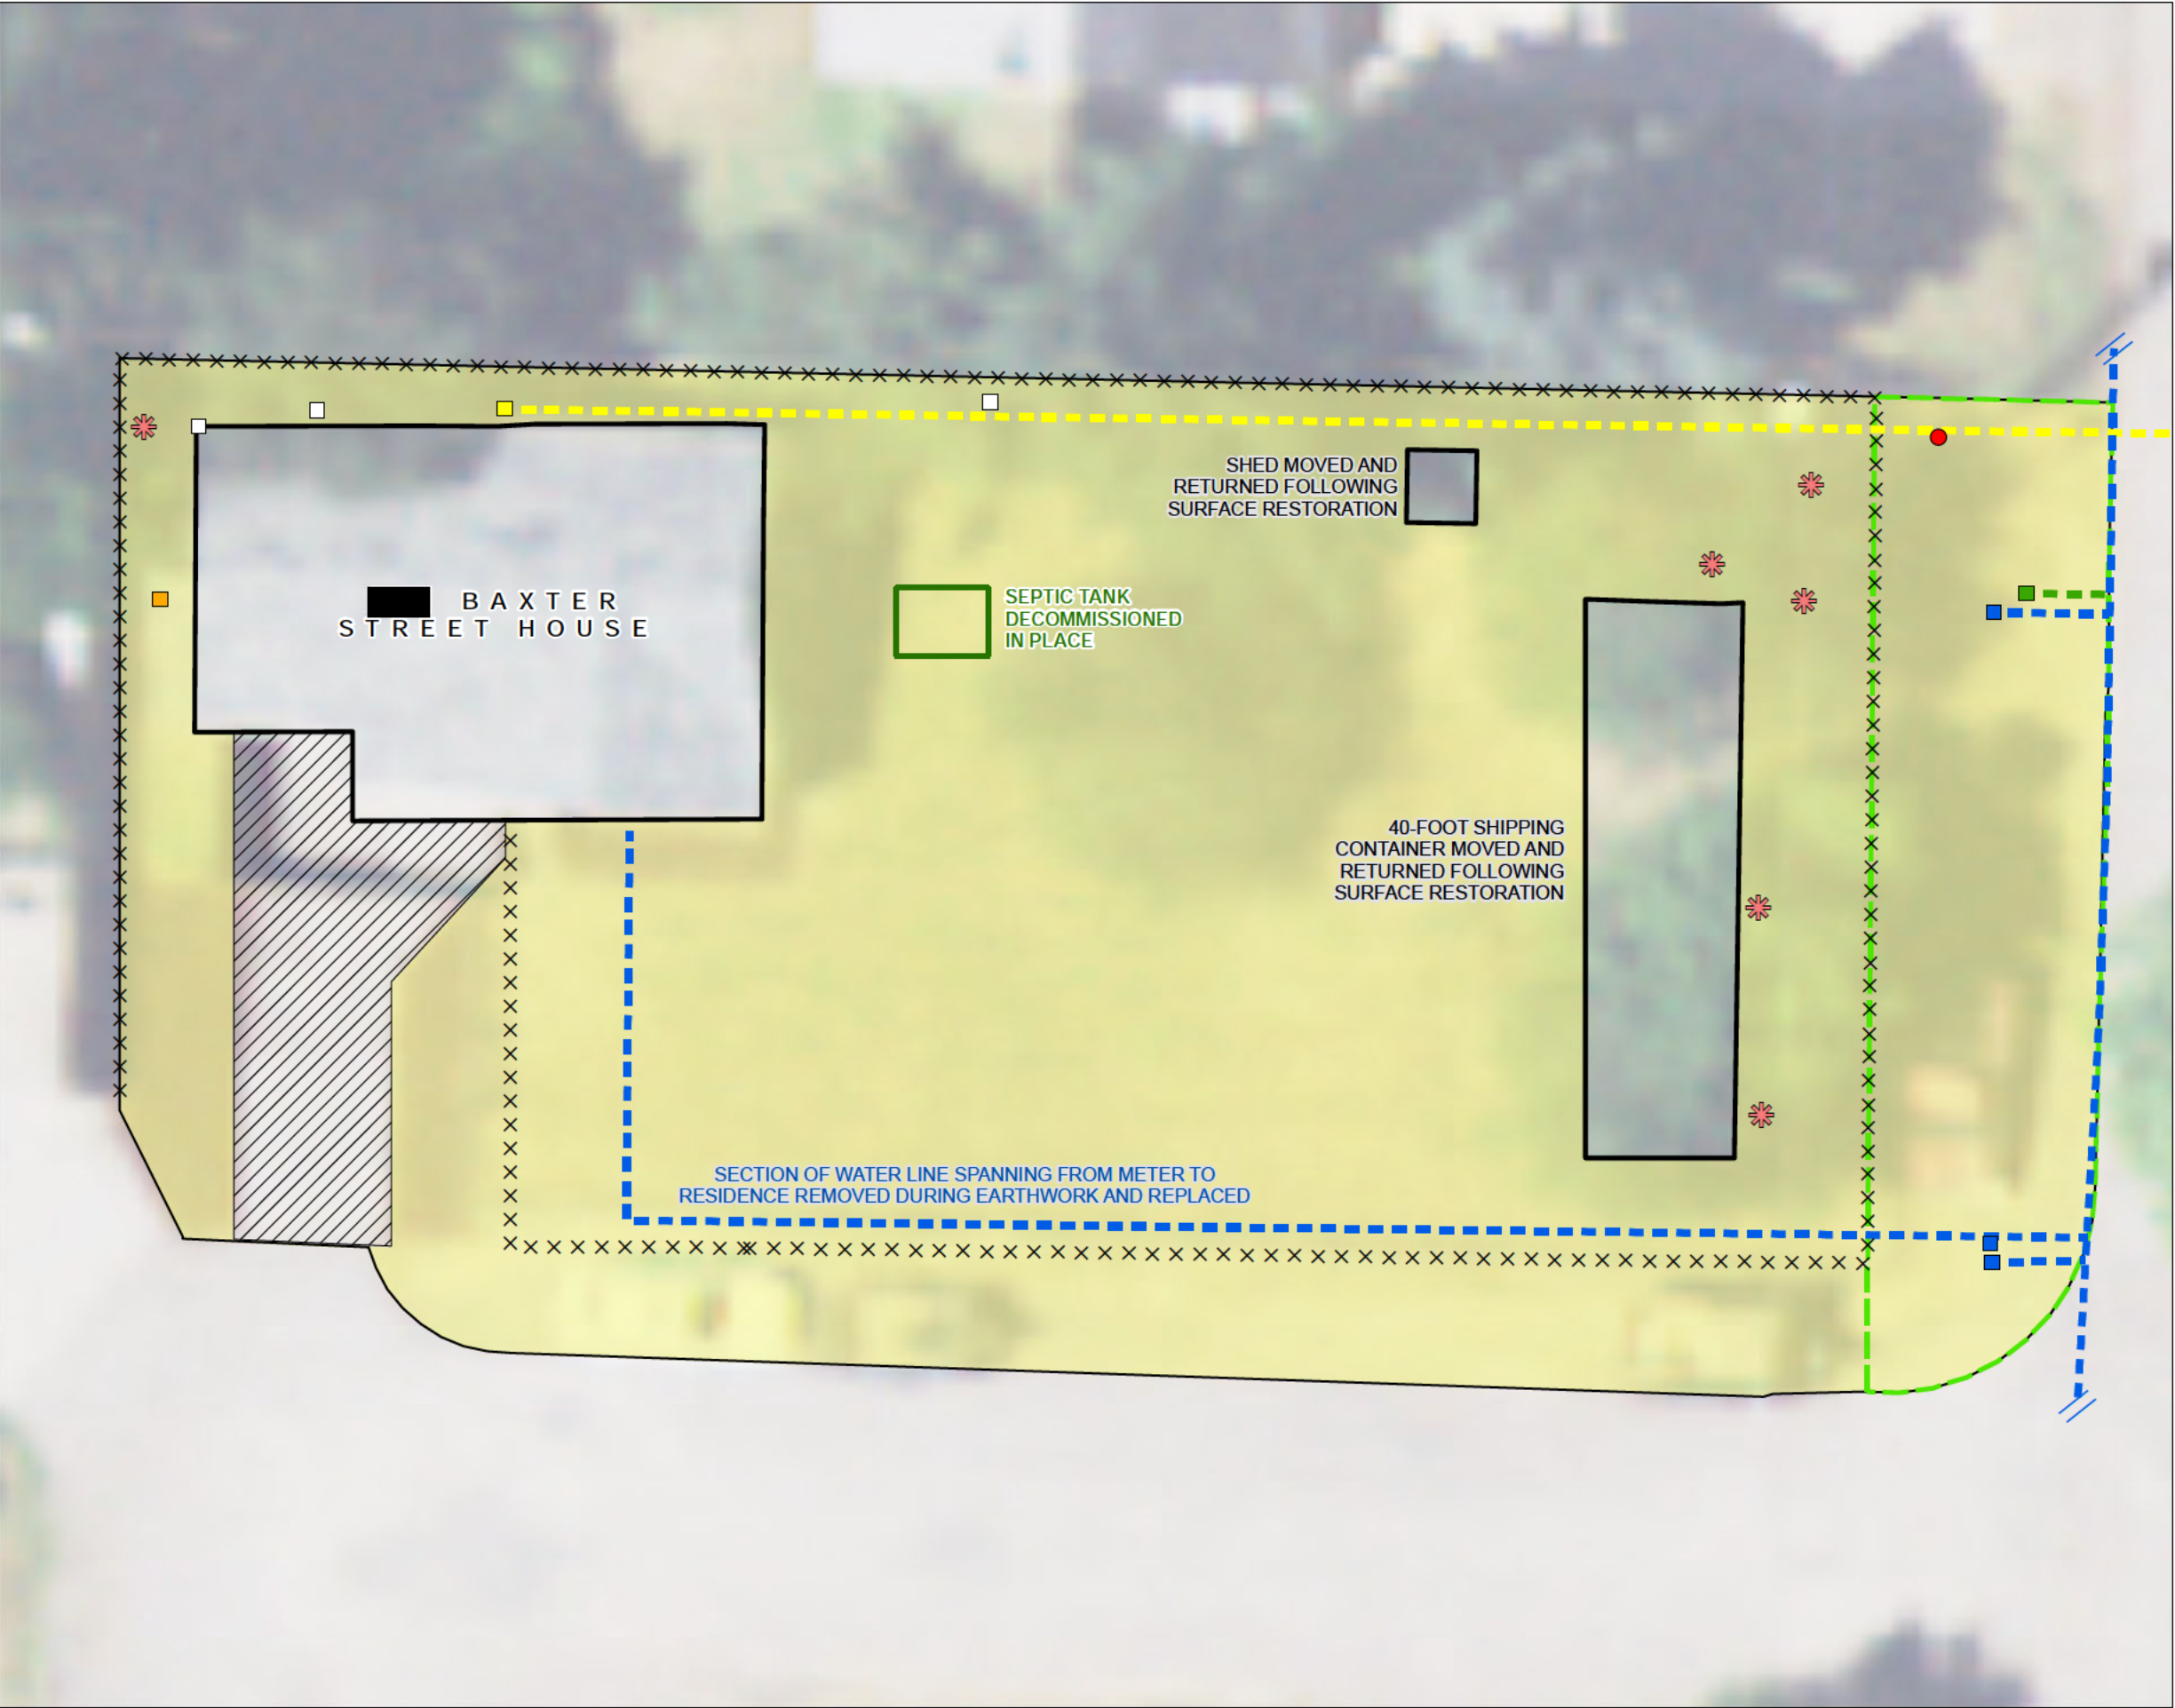 SHED MOVED AND
RETURNED FOLLOWING
SURFACE RESTORATION
BAXTER
STREET HOUSE
SEPTIC TANK
DECOMMISSIONED
IN PLACE
40-FOOT SHIPPING
CONTAINER MOVED AND
RETURNED FOLLOWING
SURFACE RESTORATION
SECTION OF WATER LINE SPANNING FROM METER TO
RESIDENCE REMOVED DURING EARTHWORK AND REPLACED